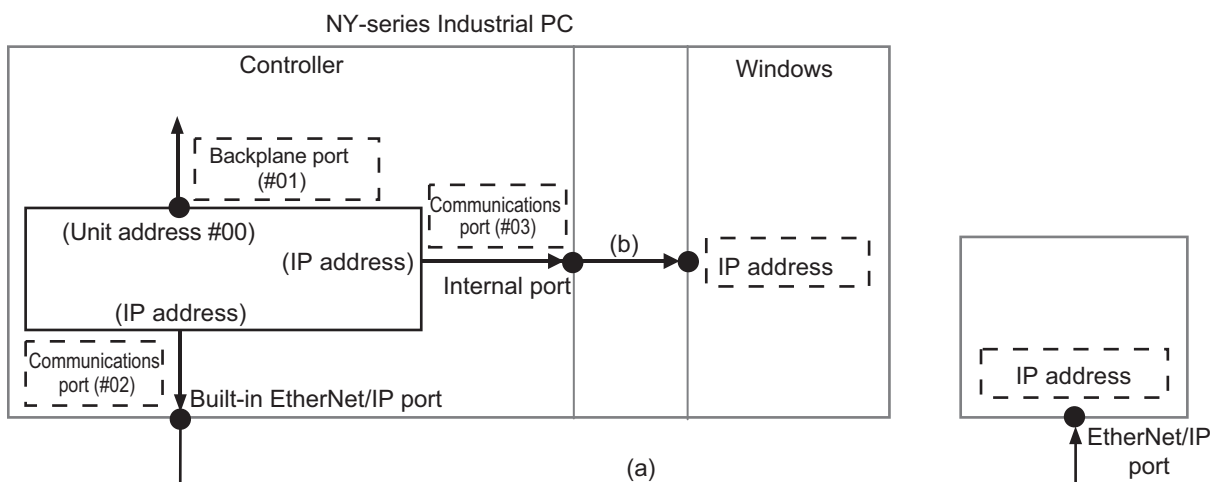 NY-series Industrial PC
Controller
Windows
Backplane port
(#01)
Communications
port (#03)
(Unit address #00)
(b)
(IP address)
IP address
Internal port
(IP address)
Communications
port (#02)
IP address
Built-in EtherNet/IP port
EtherNet/IP
port
(a)